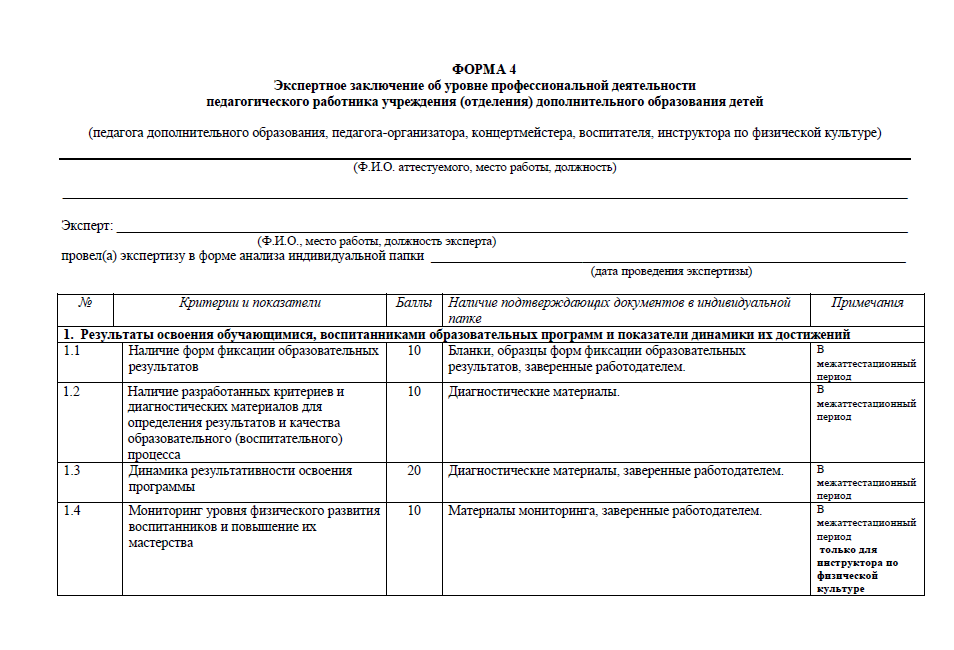 ФОРМА 4
Экспертное заключение об уровне профессиональной деятельности
педагогического работника учреждения (отделения) дополнительного образования детей
(педагога дополнительного образования, педагога-организатора, концертмейстера, воспитателя, инструктора по физической культуре)
(Ф.И.О. аттестуемого, место работы, должность)
Эксперт:
(Ф.И.О., место работы, должность эксперта)
провел(а) экспертизу в форме анализа индивидуальной папки
(дата проведения экспертизы)
№ Критерии и показатели Баллы Наличие подтверждающих документов в индивидуальной Примечания
папке
1. Результаты освоения обучающимися, воспитанниками образовательных программ и показатели динамики их достижений
1.1 Наличие форм фиксации образовательных 10 Бланки, образцы форм фиксации образовательных В
результатов результатов, заверенные работодателем. межаттестационный
период
1.2 Наличие разработанных критериев и 10 Диагностические материалы. В
диагностических материалов для межаттестационный
определения результатов и качества период
образовательного (воспитательного)
процесса
1.3 Динамика результативности освоения 20 Диагностические материалы, заверенные работодателем. В
программы межаттестационный
период
1.4 Мониторинг уровня физического развития 10 Материалы мониторинга, заверенные работодателем. В
воспитанников и повышение их межаттестационный
мастерства период
только для
инструктора по
физической
культуре